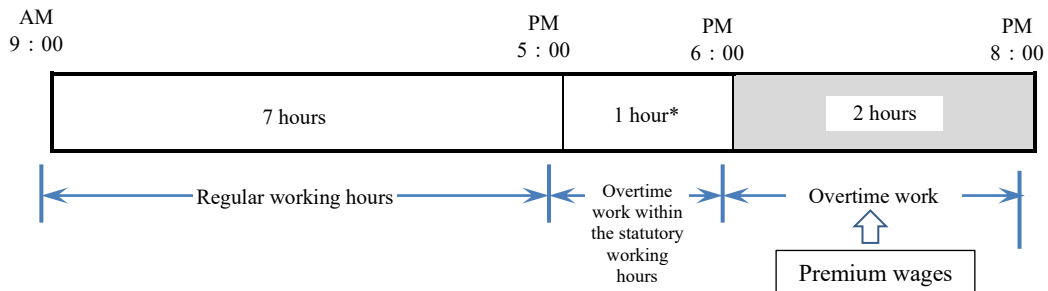 AM
9：00
PM
5：00
PM
6：00
PM
8：00
7 hours
1 hour*
2 hours
Regular working hours
Overtime
work within
the statutory
working
hours
Overtime work
Premium wages